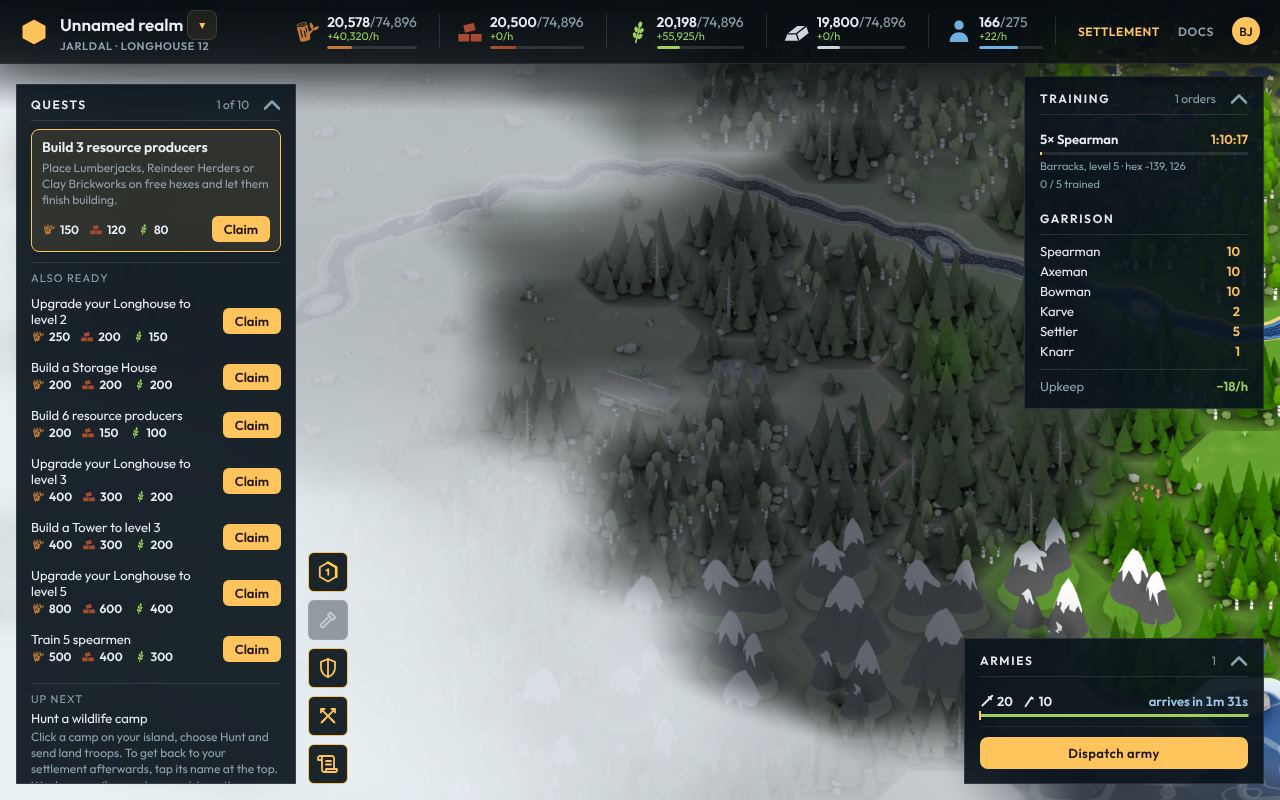 Unnamed realm
JARLDAL · LONGHOUSE 12
20,578/74,896
+40,320/h
20,500/74,896
+0/h
20,198/74,896
+55,925/h
19,800/74,896
+0/h
166/275
+22/h
SETTLEMENT
DOCS
BJ
QUESTS
1 of 10
Build 3 resource producers
Place Lumberjacks, Reindeer Herders or
Clay Brickworks on free hexes and let them
finish building.
150 120 80
Claim
ALSO READY
Upgrade your Longhouse to
level 2
250 200 150
Claim
Build a Storage House
200 200 200
Claim
Build 6 resource producers
200 150 100
Claim
Upgrade your Longhouse to
level 3
400 300 200
Claim
Build a Tower to level 3
400 300 200
Claim
Upgrade your Longhouse to
level 5
800 600 400
Claim
Train 5 spearmen
500 400 300
Claim
UP NEXT
Hunt a wildlife camp
Click a camp on your island, choose Hunt and
send land troops. To get back to your
settlement afterwards, tap its name at the top.
1
TRAINING
1 orders
5× Spearman 1:10:17
Barracks, level 5 · hex -139, 126
0 / 5 trained
GARRISON
Spearman 10
Axeman 10
Bowman 10
Karve 2
Settler 5
Knarr 1
Upkeep −18/h
ARMIES
1
20 10 arrives in 1m 31s
Dispatch army